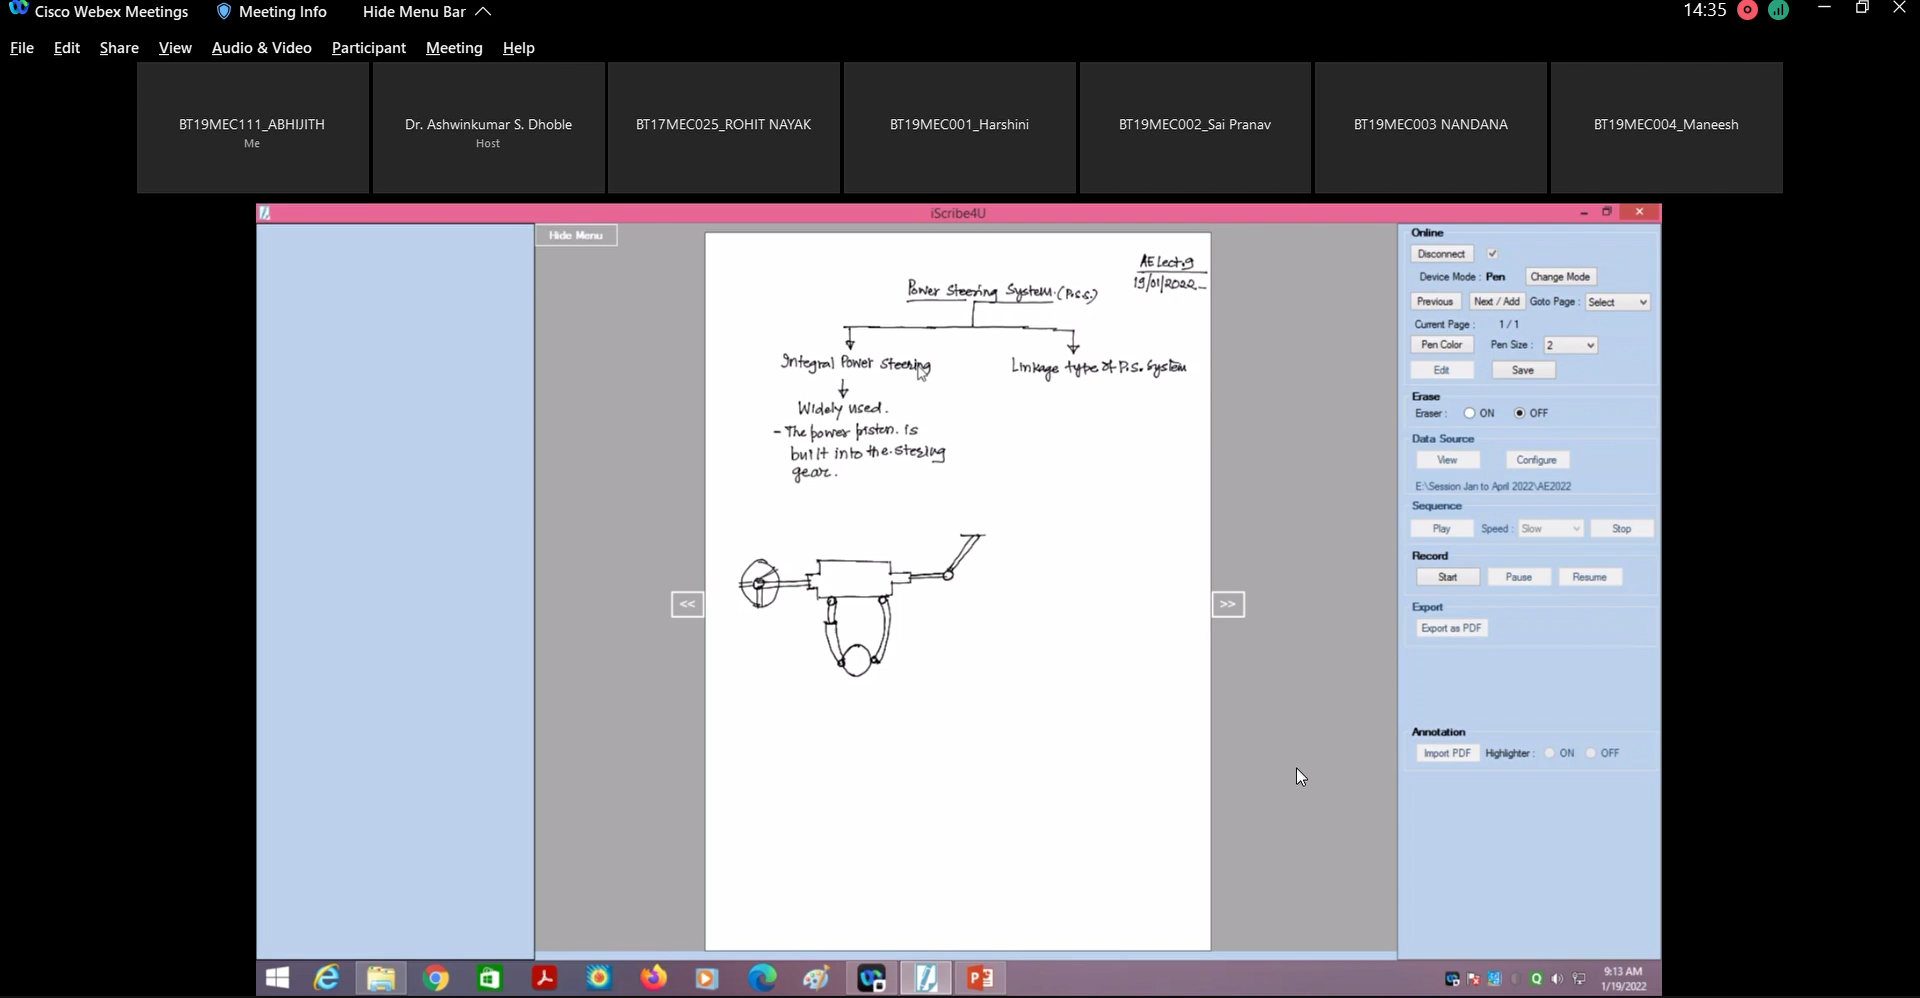 Cisco Webex Meetings Meeting Info Hide Menu Bar 14:35
File Edit Share View Audio & Video Participant Meeting Help
BT19MEC111_ABHIJITH
Me
Dr. Ashwinkumar S. Dhoble
Host
BT17MEC025_ROHIT NAYAK
BT19MEC001_Harshini
BT19MEC002_Sai Pranav
BT19MEC003 NANDANA
BT19MEC004_Maneesh
iScribe4U
Hide Menu
AE Lect.9
19/01/2022
Power Steering System. (P.S.S.)
Integral Power Steering
Linkage type of P.S. System
Widely used.
- The power piston. is
built into the stering
gear.
<<
>>
Online
Disconnect
Device Mode : Pen Change Mode
Previous Next / Add Goto Page : Select
Current Page : 1 / 1
Pen Color Pen Size : 2
Edit Save
Erase
Eraser : ON OFF
Data Source
View Configure
E:\Session Jan to April 2022\AE2022
Sequence
Play Speed : Slow Stop
Record
Start Pause Resume
Export
Export as PDF
Annotation
Import PDF Highlighter : ON OFF
9:13 AM
1/19/2022